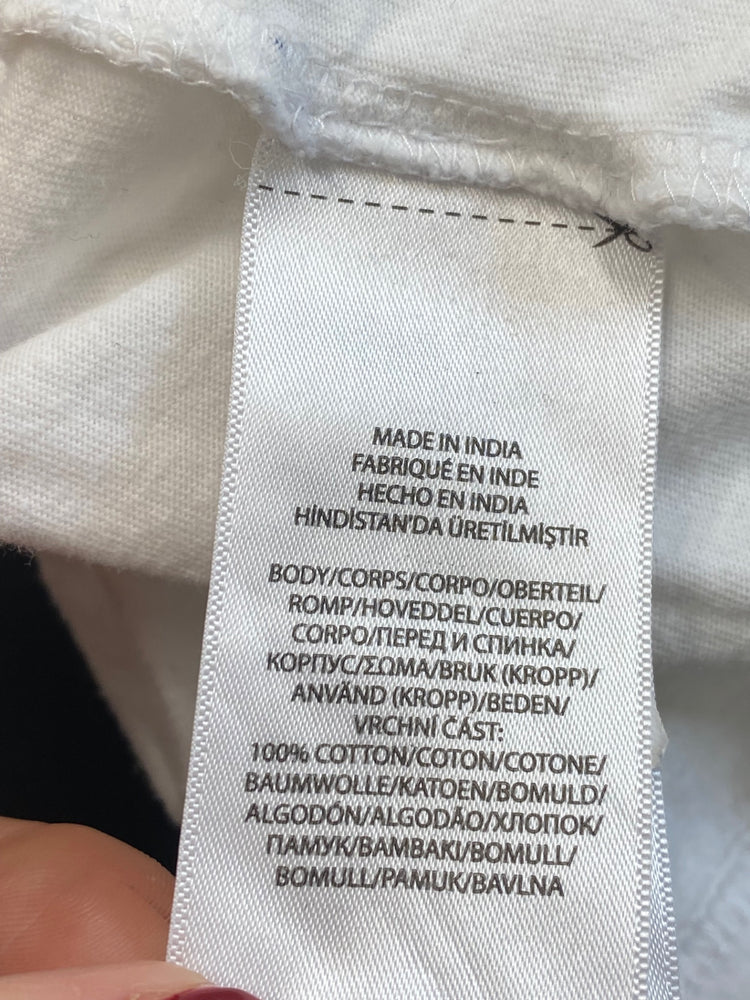 MADE IN INDIA
FABRIQUÉ EN INDE
HECHO EN INDIA
HİNDİSTAN'DA ÜRETİLMİŞTİR
BODY/CORPS/CORPO/OBERTEIL/
ROMP/HOVEDDEL/CUERPO/
CORPO/ПЕРЕД И СПИНКА/
КОРПУС/ΣΩΜΑ/BRUK (KROPP)/
ANVÄND (KROPP)/BEDEN/
VRCHNÍ ČÁST:
100% COTTON/COTON/COTONE/
BAUMWOLLE/KATOEN/BOMULD/
ALGODÓN/ALGODÃO/ХЛОПОК/
ПАМУК/BAMBAKI/BOMULL/
BOMULL/PAMUK/BAVLNA